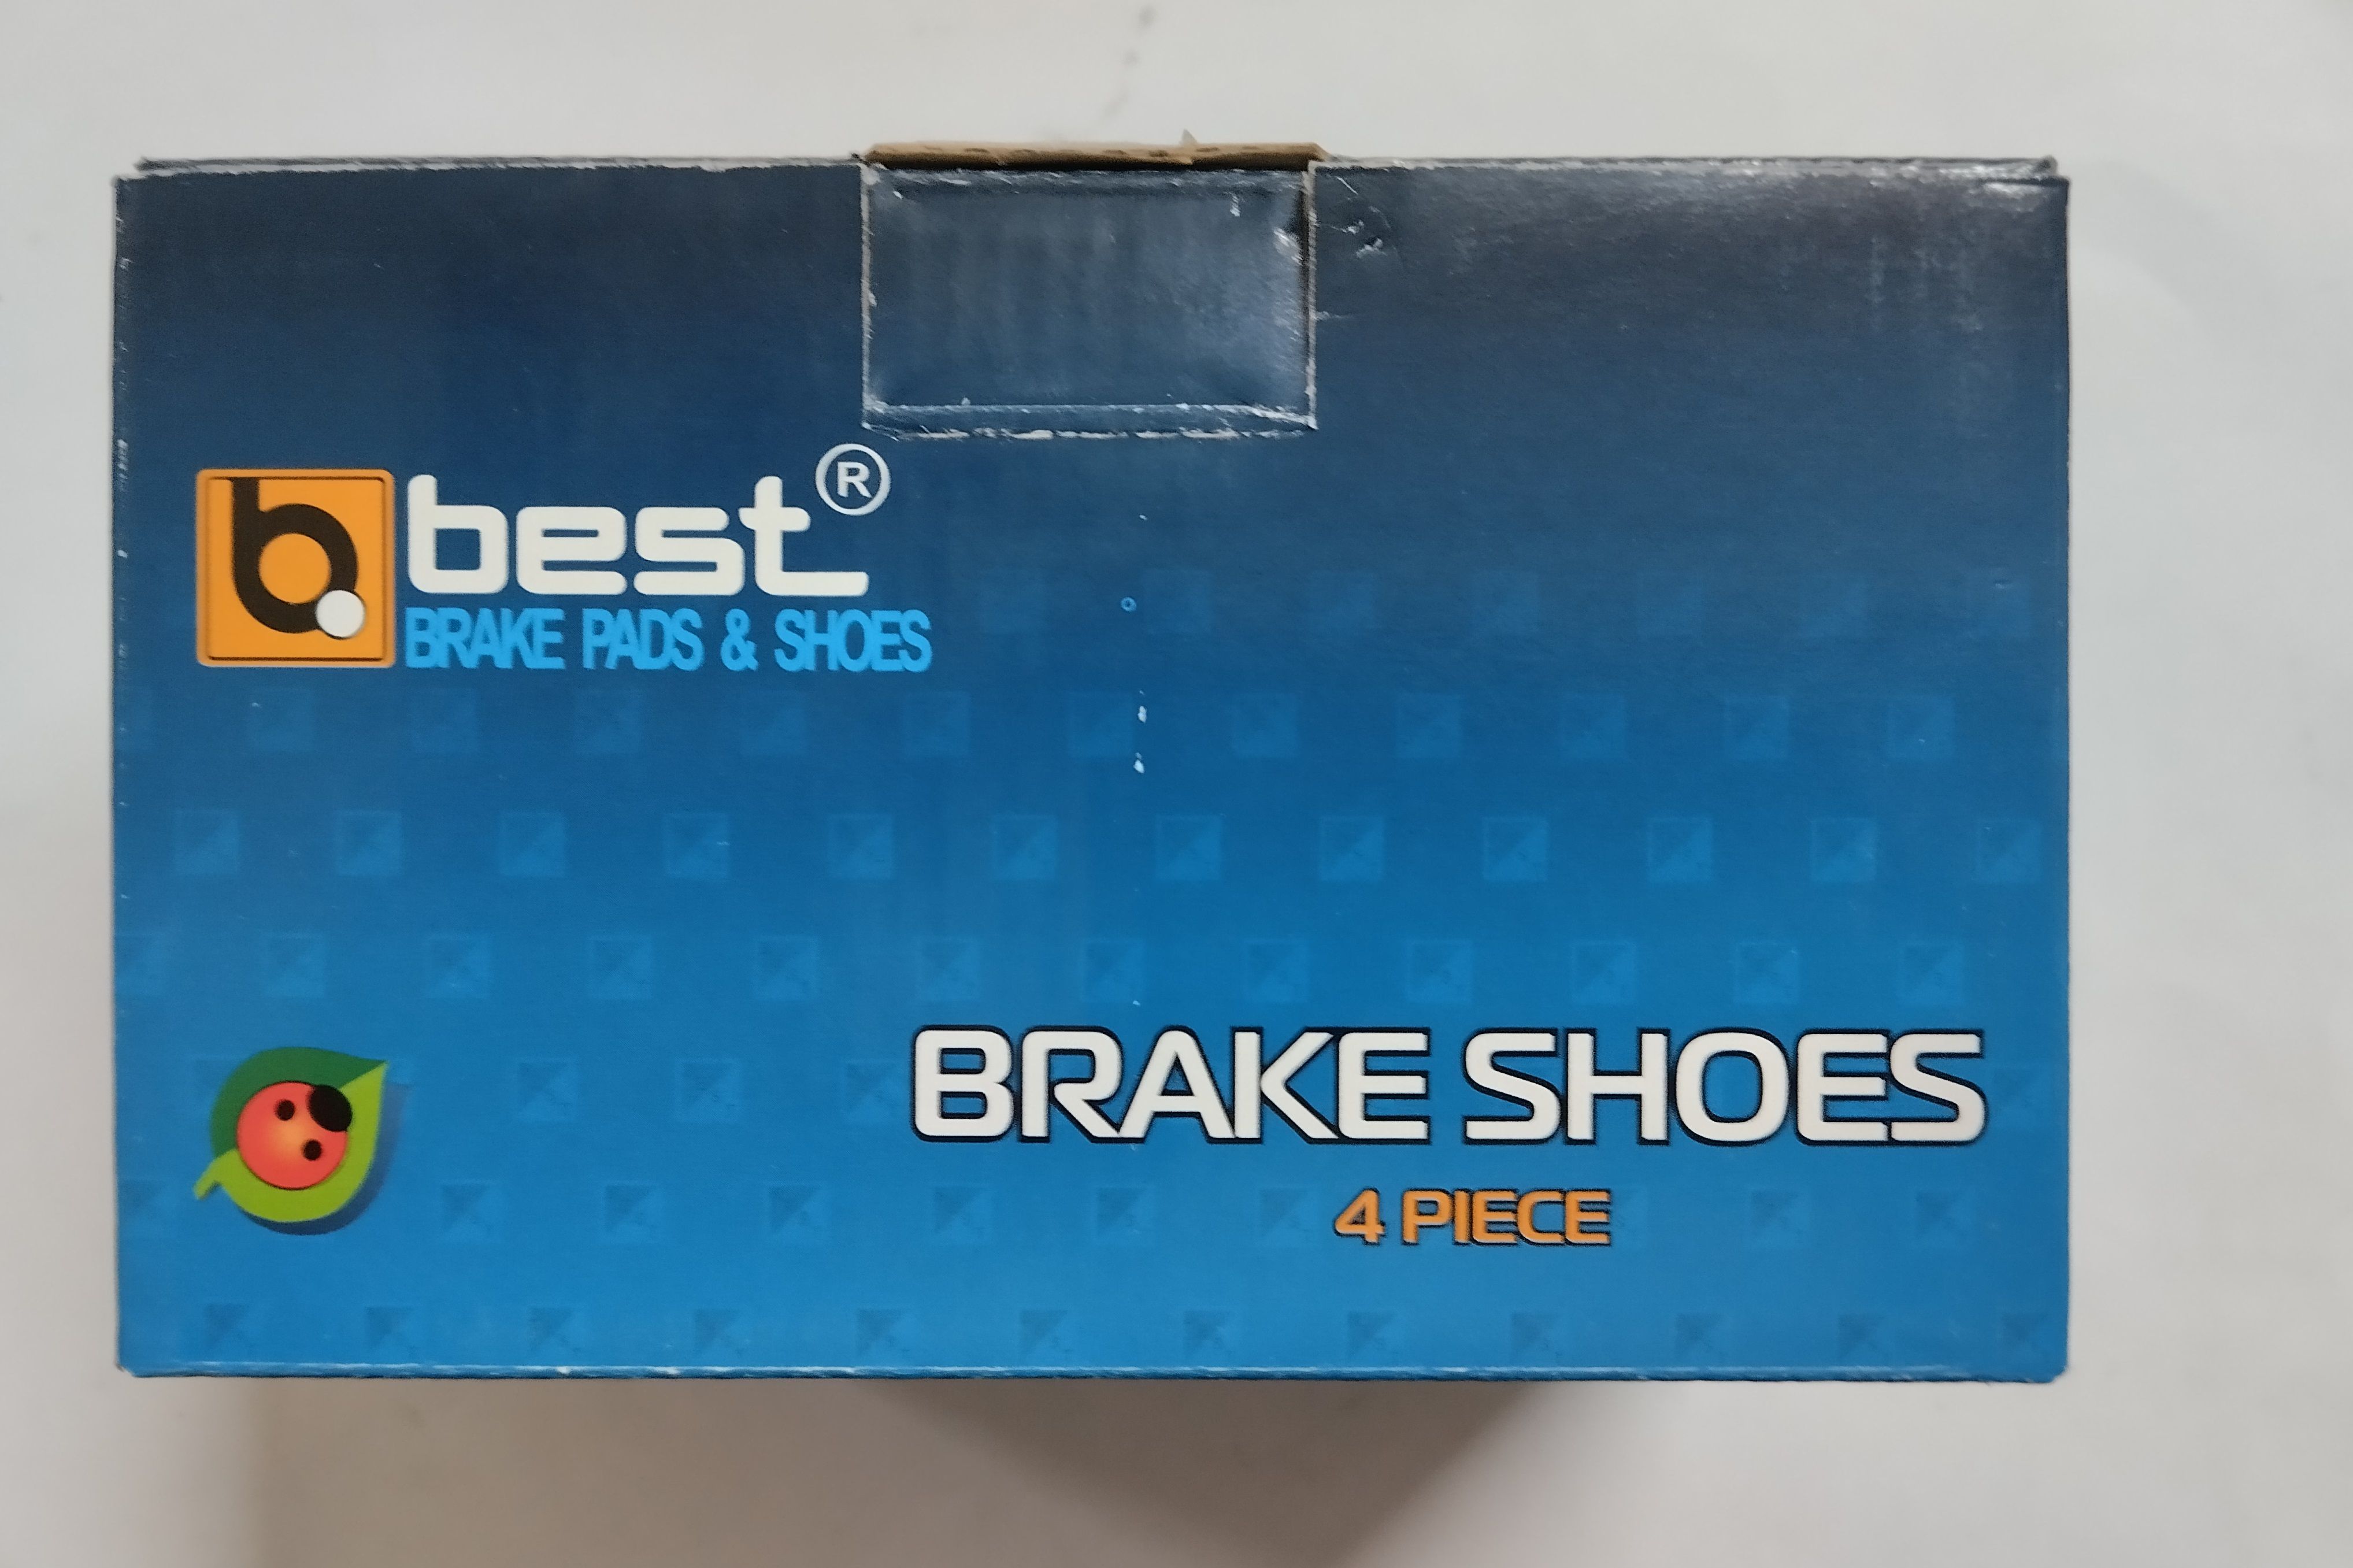 best®
BRAKE PADS & SHOES
BRAKE SHOES
4 PIECE